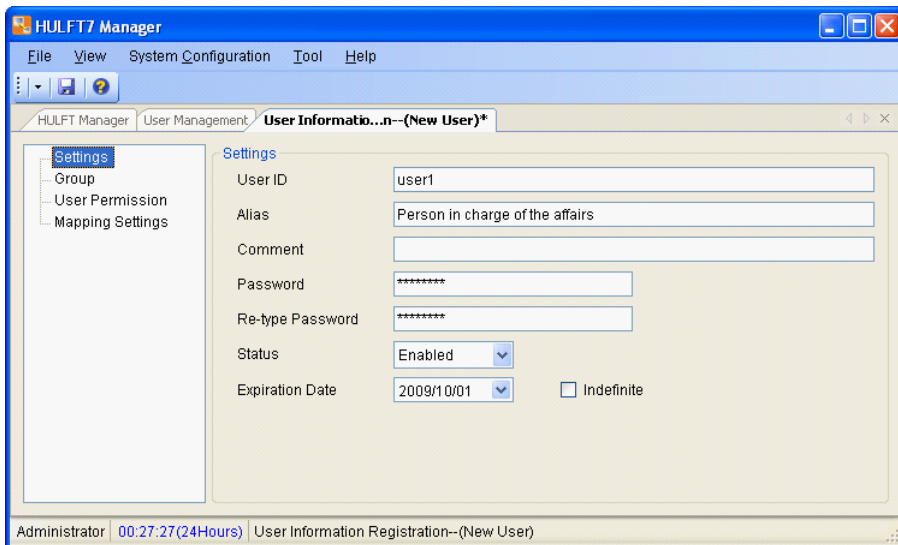 HULFT7 Manager
File View System Configuration Tool Help
HULFT Manager User Management User Informatio...n--(New User)*
Settings
Group
User Permission
Mapping Settings
Settings
User ID user1
Alias Person in charge of the affairs
Comment
Password ********
Re-type Password ********
Status Enabled
Expiration Date 2009/10/01 Indefinite
Administrator 00:27:27(24Hours) User Information Registration--(New User)